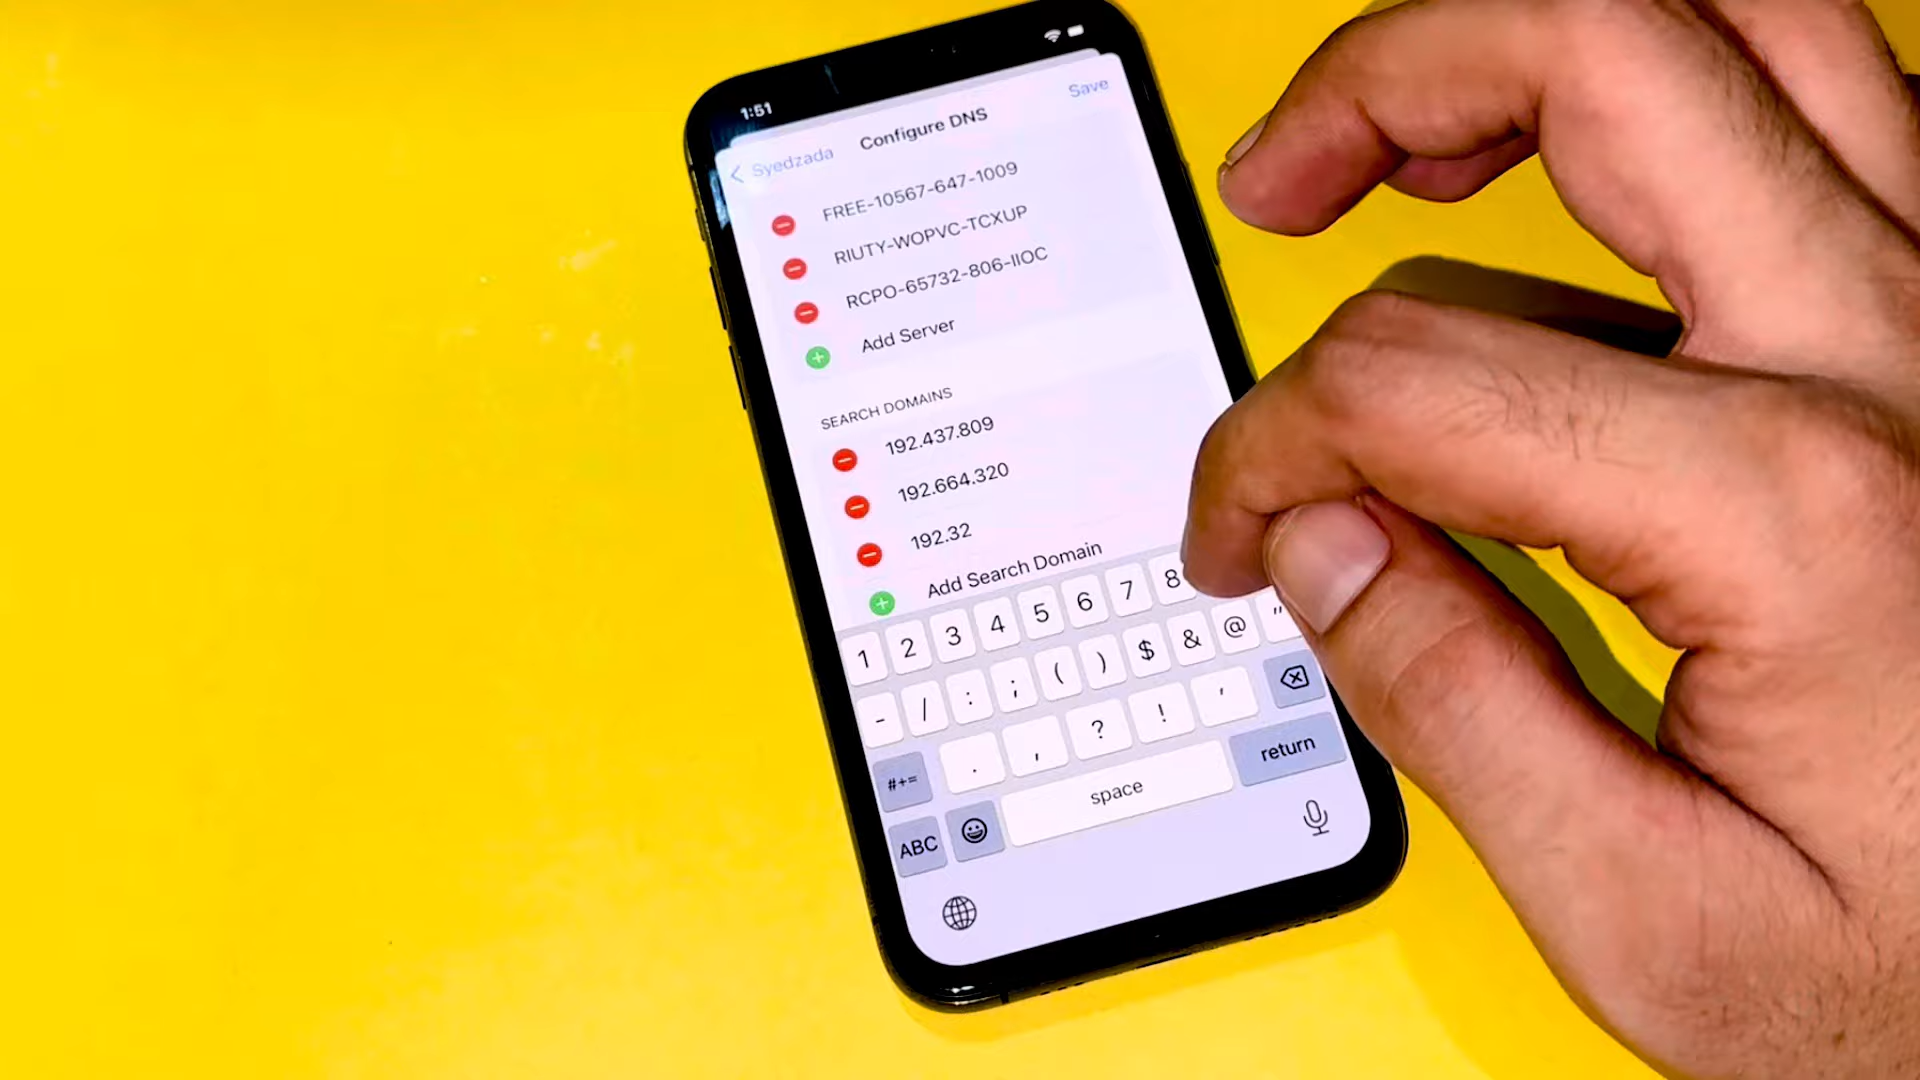 1:51
Syedzada
Configure DNS
Save
FREE-10567-647-1009
RIUTY-WOPVC-TCXUP
RCPO-65732-806-IIOC
Add Server
SEARCH DOMAINS
192.437.809
192.664.320
192.32
Add Search Domain
1 2 3 4 5 6 7 8
- / : ; ( ) $ & @ "
#+= . , ? ! '
ABC space return